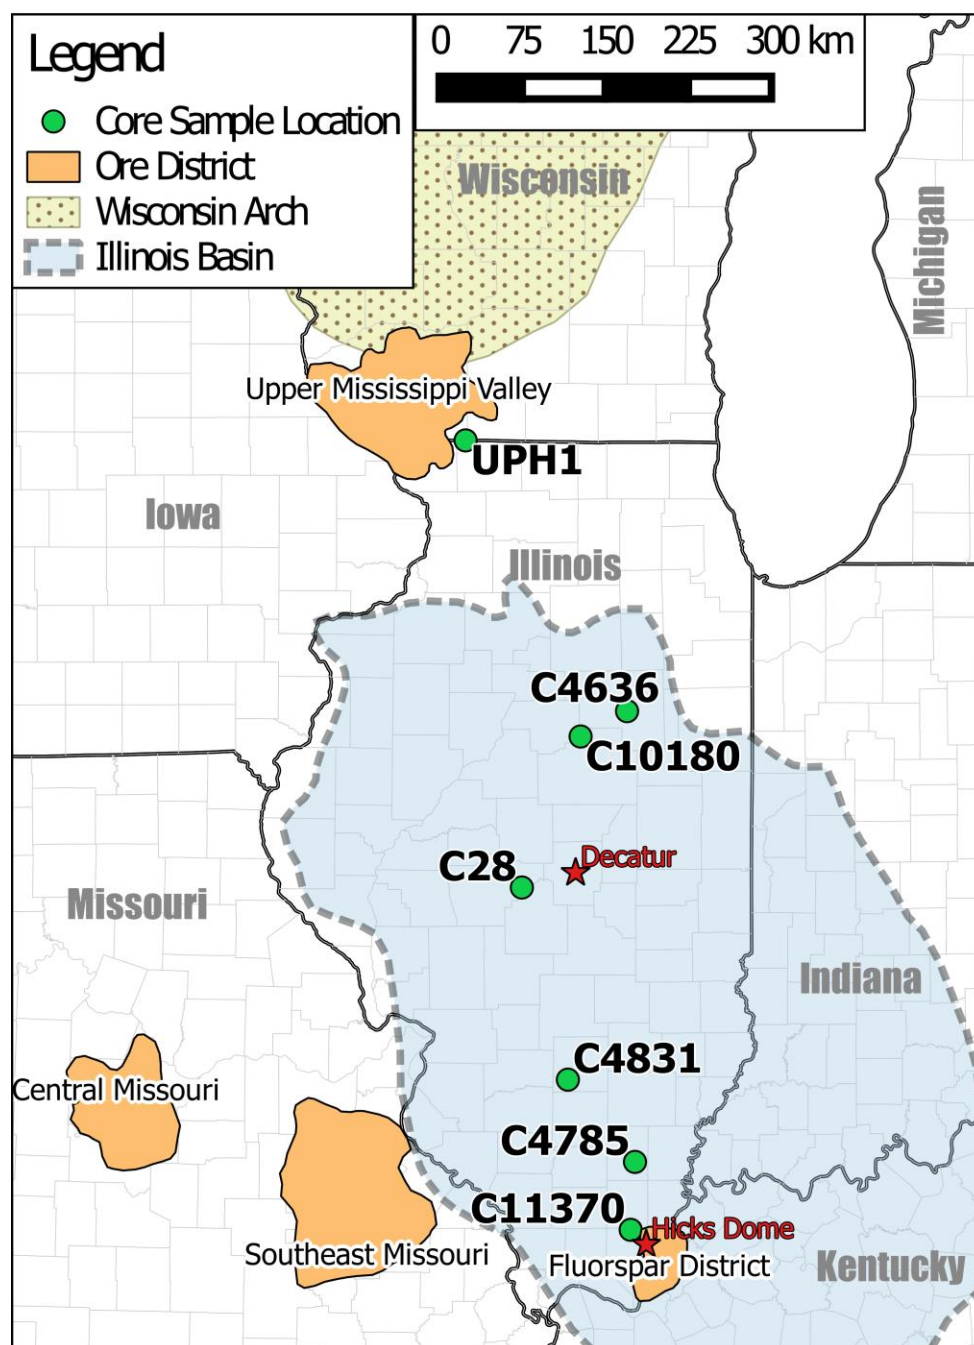 Legend
Core Sample Location
Ore District
Wisconsin Arch
Illinois Basin
0 75 150 225 300 km
Wisconsin
Michigan
Upper Mississippi Valley
UPH1
Iowa
Illinois
C4636
C10180
Decatur
C28
Missouri
Indiana
C4831
Central Missouri
C4785
C11370
Hicks Dome
Southeast Missouri
Fluorspar District
Kentucky